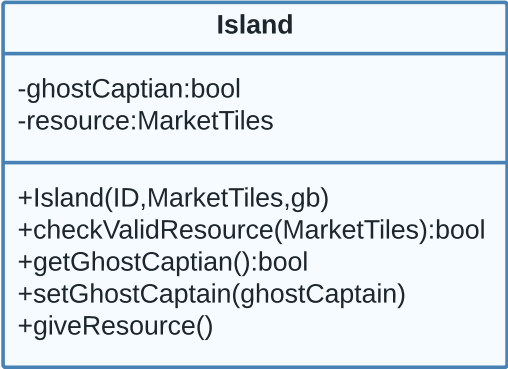 Island
-ghostCaptian:bool
-resource:MarketTiles
+Island(ID,MarketTiles,gb)
+checkValidResource(MarketTiles):bool
+getGhostCaptian():bool
+setGhostCaptain(ghostCaptain)
+giveResource()